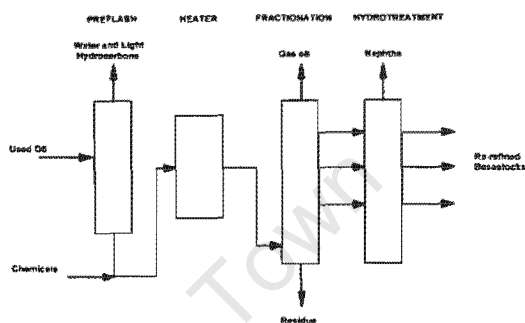 PREFLASH HEATER FRACTIONATION HYDROTREATMENT
Water and Light
Hydrocarbons
Gas oil
Naphtha
Used Oil
Re-refined
Basestocks
Chemicals
Residue
Town